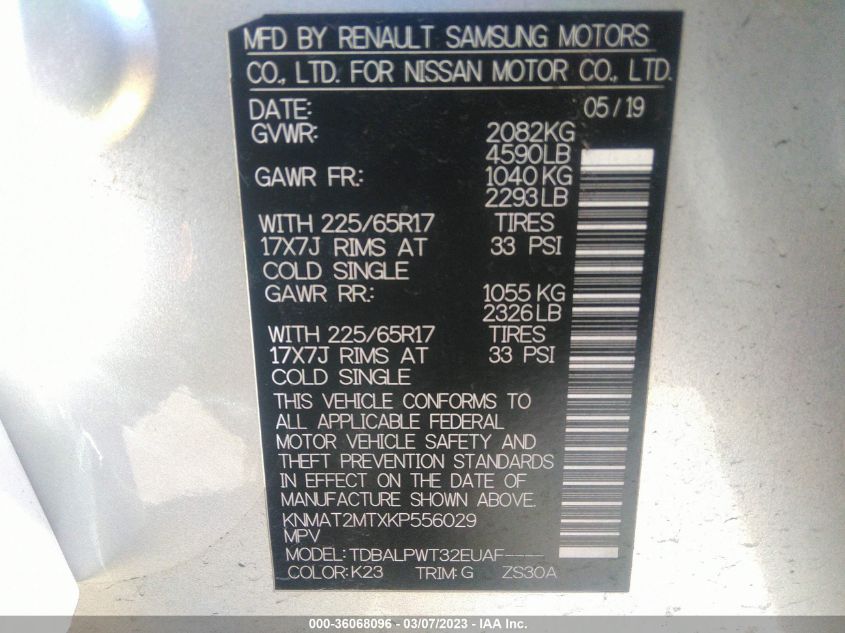 MFD BY RENAULT SAMSUNG MOTORS
CO., LTD. FOR NISSAN MOTOR CO., LTD.
DATE: 05/19
GVWR: 2082KG
4590LB
GAWR FR.: 1040 KG
2293LB
WITH 225/65R17 TIRES
17X7J RIMS AT 33 PSI
COLD SINGLE
GAWR RR.: 1055 KG
2326LB
WITH 225/65R17 TIRES
17X7J RIMS AT 33 PSI
COLD SINGLE
THIS VEHICLE CONFORMS TO
ALL APPLICABLE FEDERAL
MOTOR VEHICLE SAFETY AND
THEFT PREVENTION STANDARDS
IN EFFECT ON THE DATE OF
MANUFACTURE SHOWN ABOVE.
KNMAT2MTXKP556029
MPV
MODEL: TDBALPWT32EUAF----
COLOR:K23 TRIM:G ZS30A
000-36068096 - 03/07/2023 - IAA Inc.